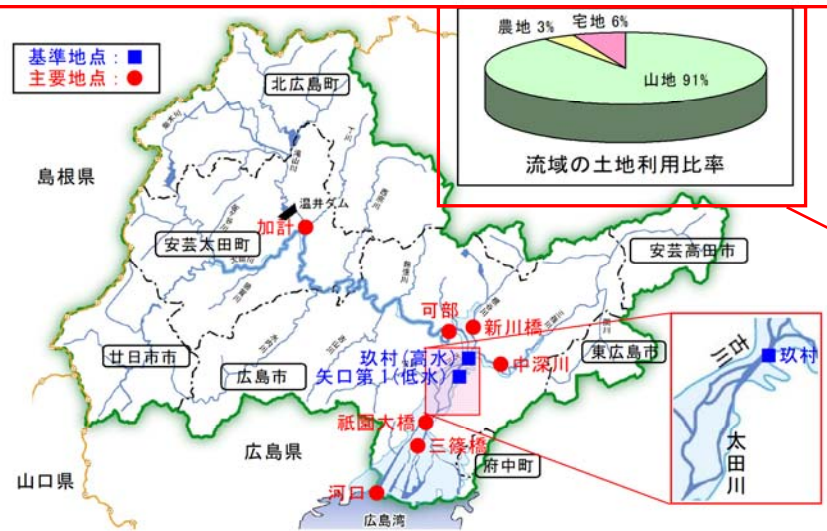 農地 3%
宅地 6%
山地 91%
流域の土地利用比率
基準地点：■
主要地点：●
北広島町
島根県
滝山川
温井ダム
加計
安芸太田町
安芸高田市
可部
新川橋
三篠川
玖村(高水)
矢口第1(低水)
中深川
東広島市
廿日市市
広島市
祇園大橋
三篠橋
府中町
広島県
山口県
河口
広島湾
古川
玖村
太田川